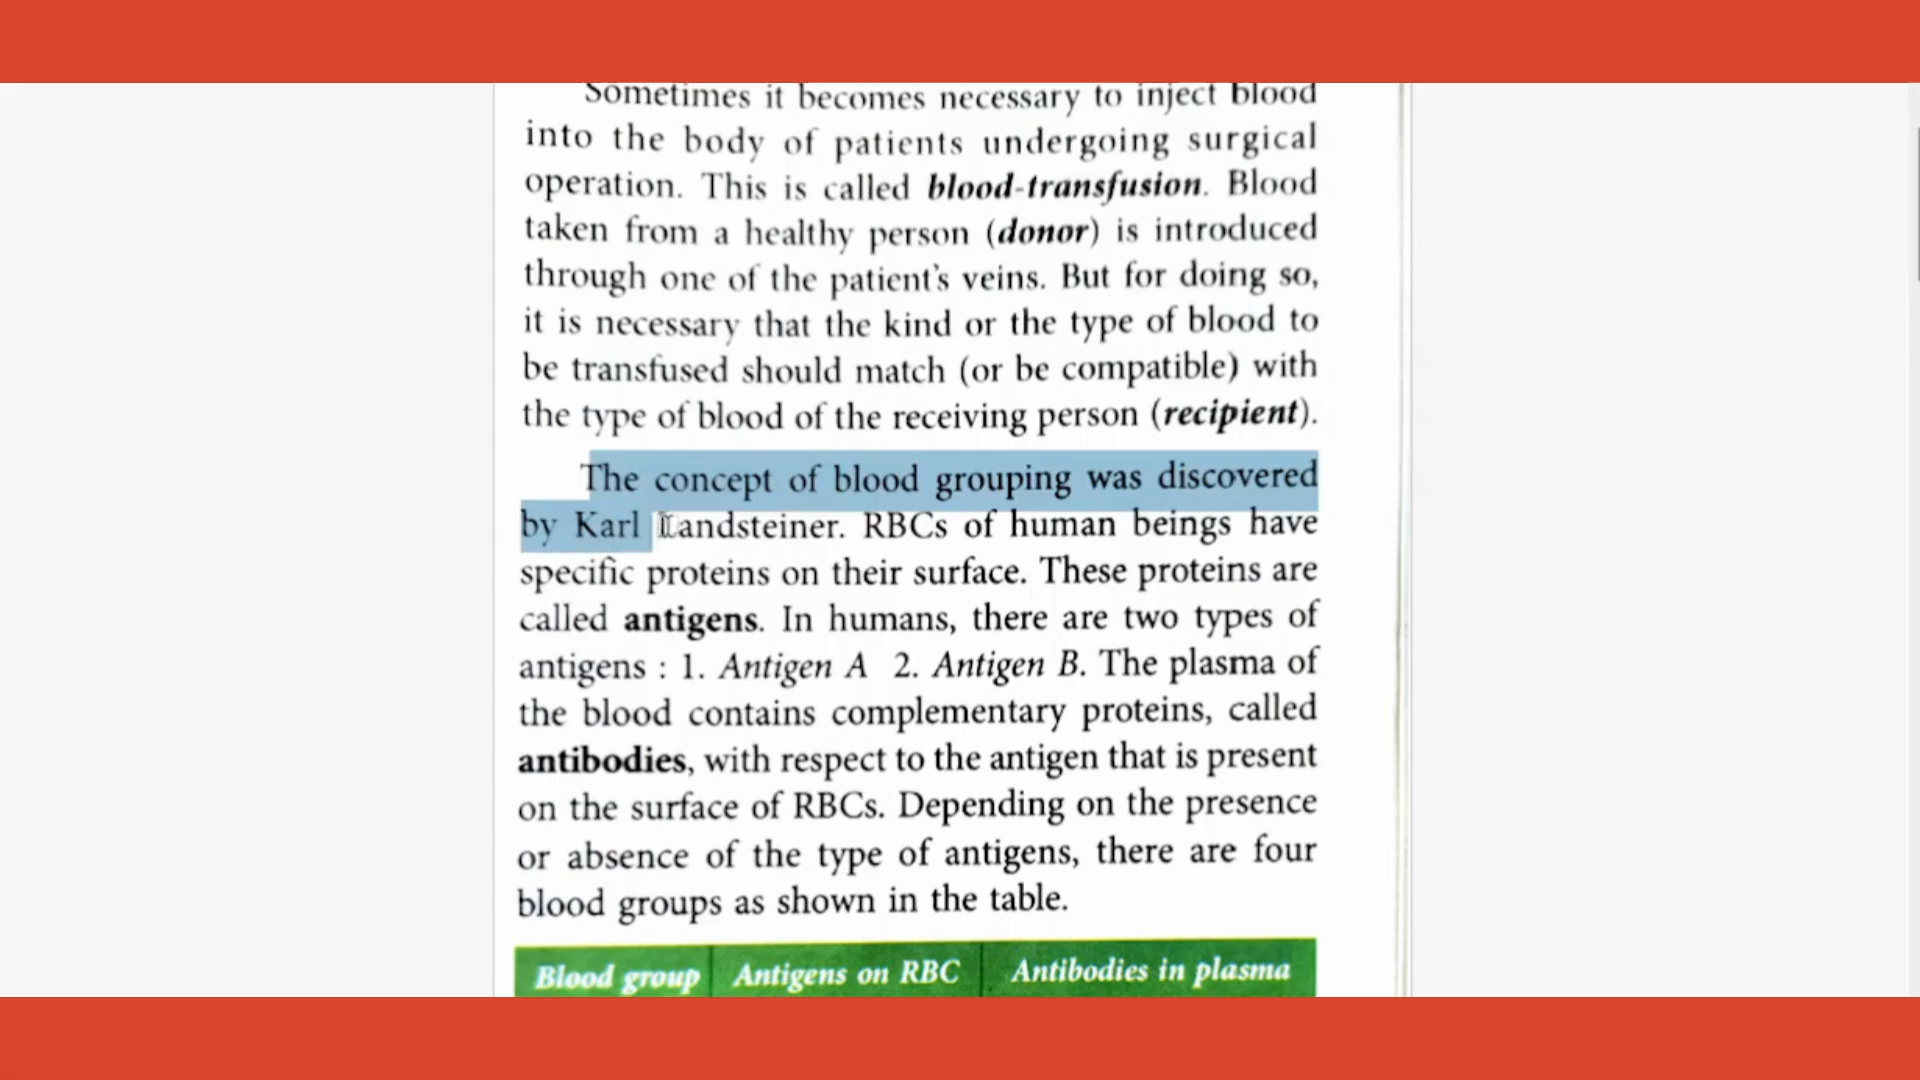 Sometimes it becomes necessary to inject blood
into the body of patients undergoing surgical
operation. This is called blood-transfusion. Blood
taken from a healthy person (donor) is introduced
through one of the patient's veins. But for doing so,
it is necessary that the kind or the type of blood to
be transfused should match (or be compatible) with
the type of blood of the receiving person (recipient).
The concept of blood grouping was discovered
by Karl Landsteiner. RBCs of human beings have
specific proteins on their surface. These proteins are
called antigens. In humans, there are two types of
antigens : 1. Antigen A 2. Antigen B. The plasma of
the blood contains complementary proteins, called
antibodies, with respect to the antigen that is present
on the surface of RBCs. Depending on the presence
or absence of the type of antigens, there are four
blood groups as shown in the table.
Blood group Antigens on RBC Antibodies in plasma